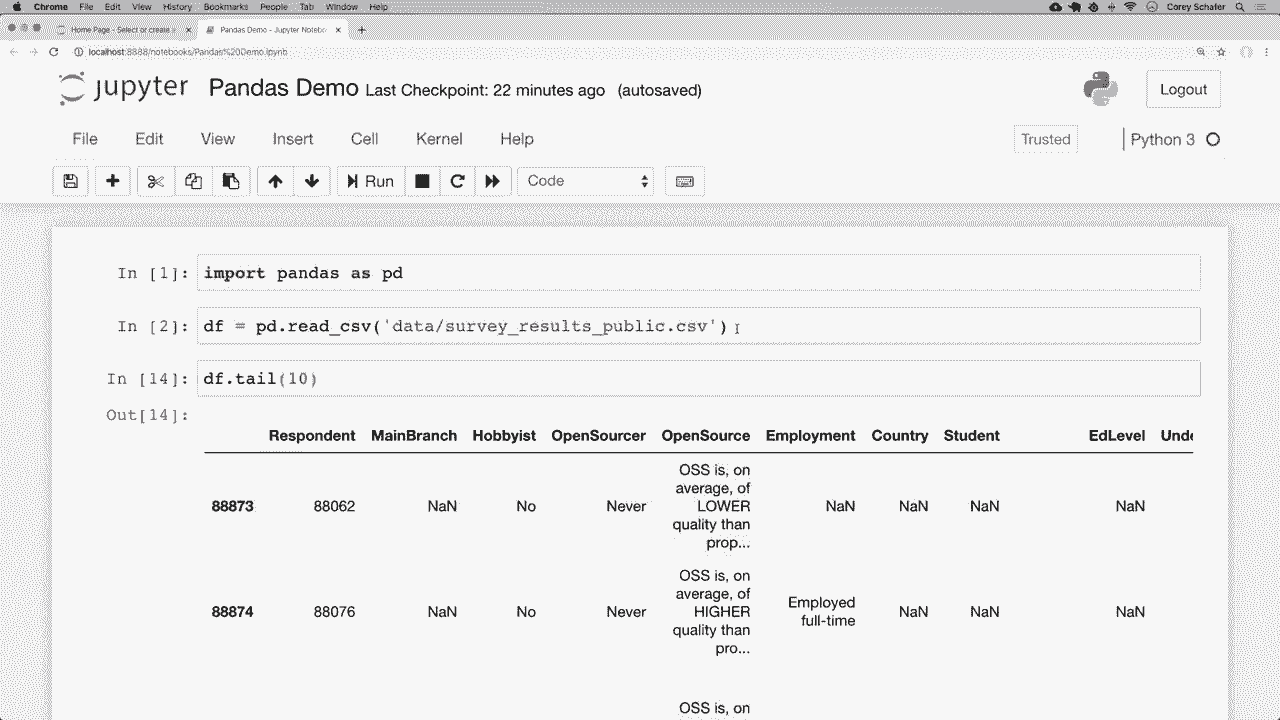 Chrome File Edit View History Bookmarks People Tab Window Help Corey Schafer
Home Page - Select or create Pandas Demo - Jupyter Notebo
localhost:8888/notebooks/Pandas%20Demo.ipynb
jupyter Pandas Demo Last Checkpoint: 22 minutes ago (autosaved) Logout
File Edit View Insert Cell Kernel Help Trusted Python 3
Run Code
In [1]: import pandas as pd
In [2]: df = pd.read_csv('data/survey_results_public.csv')
In [14]: df.tail(10)
Out[14]:
Respondent MainBranch Hobbyist OpenSourcer OpenSource Employment Country Student EdLevel Unde
OSS is, on
average, of
88873 88062 NaN No Never LOWER NaN NaN NaN NaN
quality than
prop...
OSS is, on
average, of
88874 88076 NaN No Never HIGHER Employed full-time NaN NaN NaN
quality than
pro...
OSS is, on